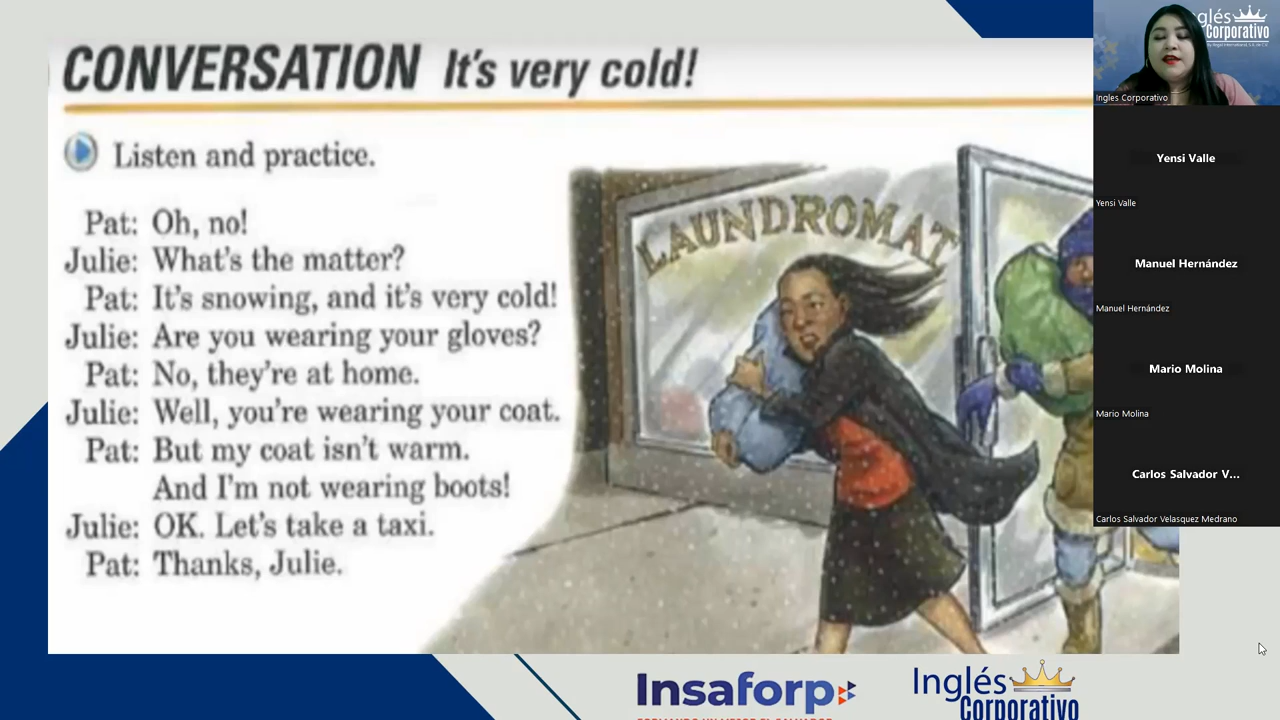 CONVERSATION It's very cold!
Listen and practice.
Pat: Oh, no!
Julie: What's the matter?
Pat: It's snowing, and it's very cold!
Julie: Are you wearing your gloves?
Pat: No, they're at home.
Julie: Well, you're wearing your coat.
Pat: But my coat isn't warm.
And I'm not wearing boots!
Julie: OK. Let's take a taxi.
Pat: Thanks, Julie.
LAUNDROMAT
Insaforp
Inglés
Corporativo
glés
Corporativo
Ingles Corporativo
Yensi Valle
Yensi Valle
Manuel Hernández
Manuel Hernández
Mario Molina
Mario Molina
Carlos Salvador V...
Carlos Salvador Velasquez Medrano